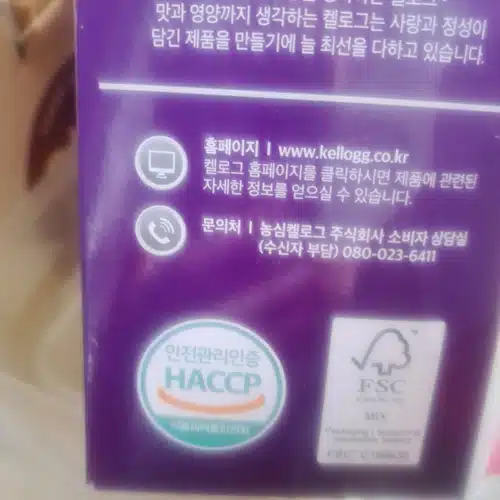 맛과 영양까지 생각하는 켈로그는 사랑과 정성이
담긴 제품을 만들기에 늘 최선을 다하고 있습니다.
홈페이지 | www.kellogg.co.kr
켈로그 홈페이지를 클릭하시면 제품에 관련된
자세한 정보를 얻으실 수 있습니다.
문의처 | 농심켈로그 주식회사 소비자 상담실
(수신자 부담) 080-023-6411
안전관리인증
HACCP
FSC
MIX